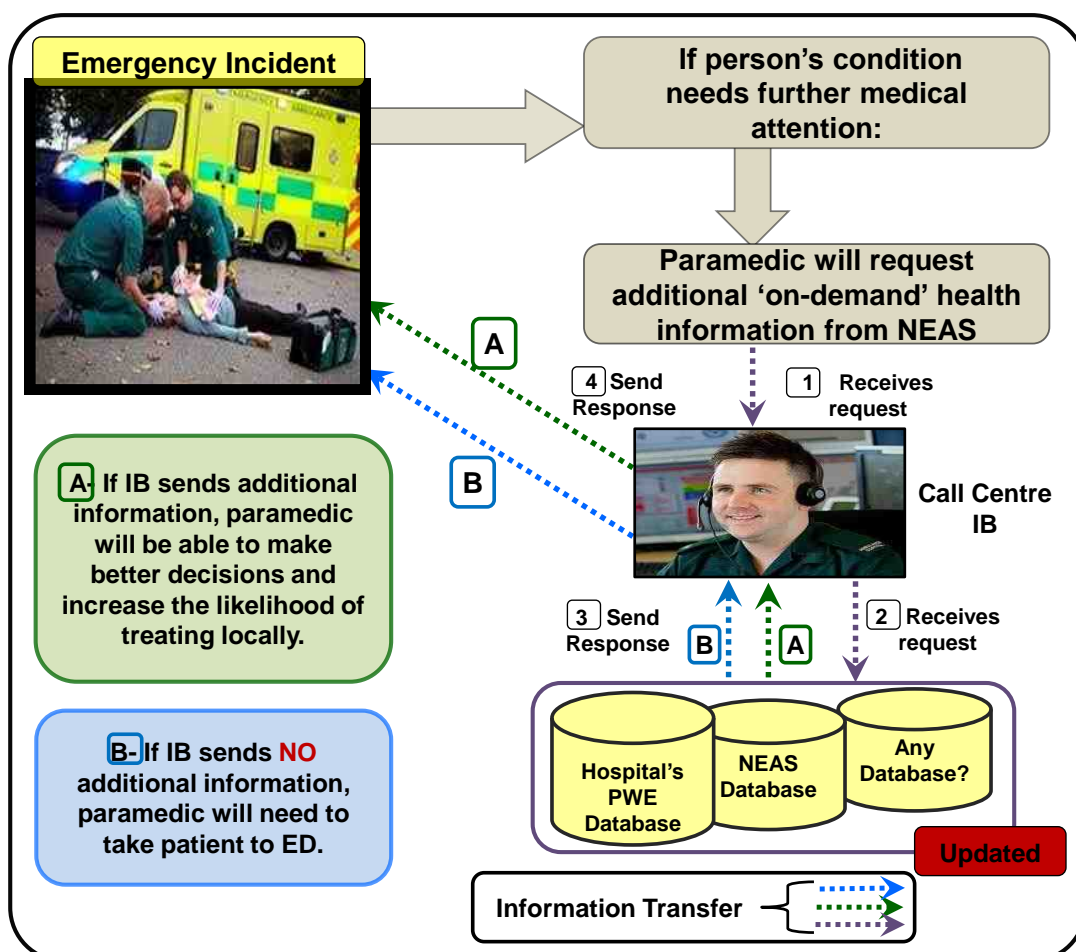 Emergency Incident
If person's condition
needs further medical
attention:
Paramedic will request
additional 'on-demand' health
information from NEAS
A
B
4 Send
Response
1 Receives
request
Call Centre
IB
A- If IB sends additional
information, paramedic
will be able to make
better decisions and
increase the likelihood of
treating locally.
3 Send
Response
B
A
2 Receives
request
B- If IB sends NO
additional information,
paramedic will need to
take patient to ED.
Hospital's
PWE
Database
NEAS
Database
Any
Database?
Updated
Information Transfer